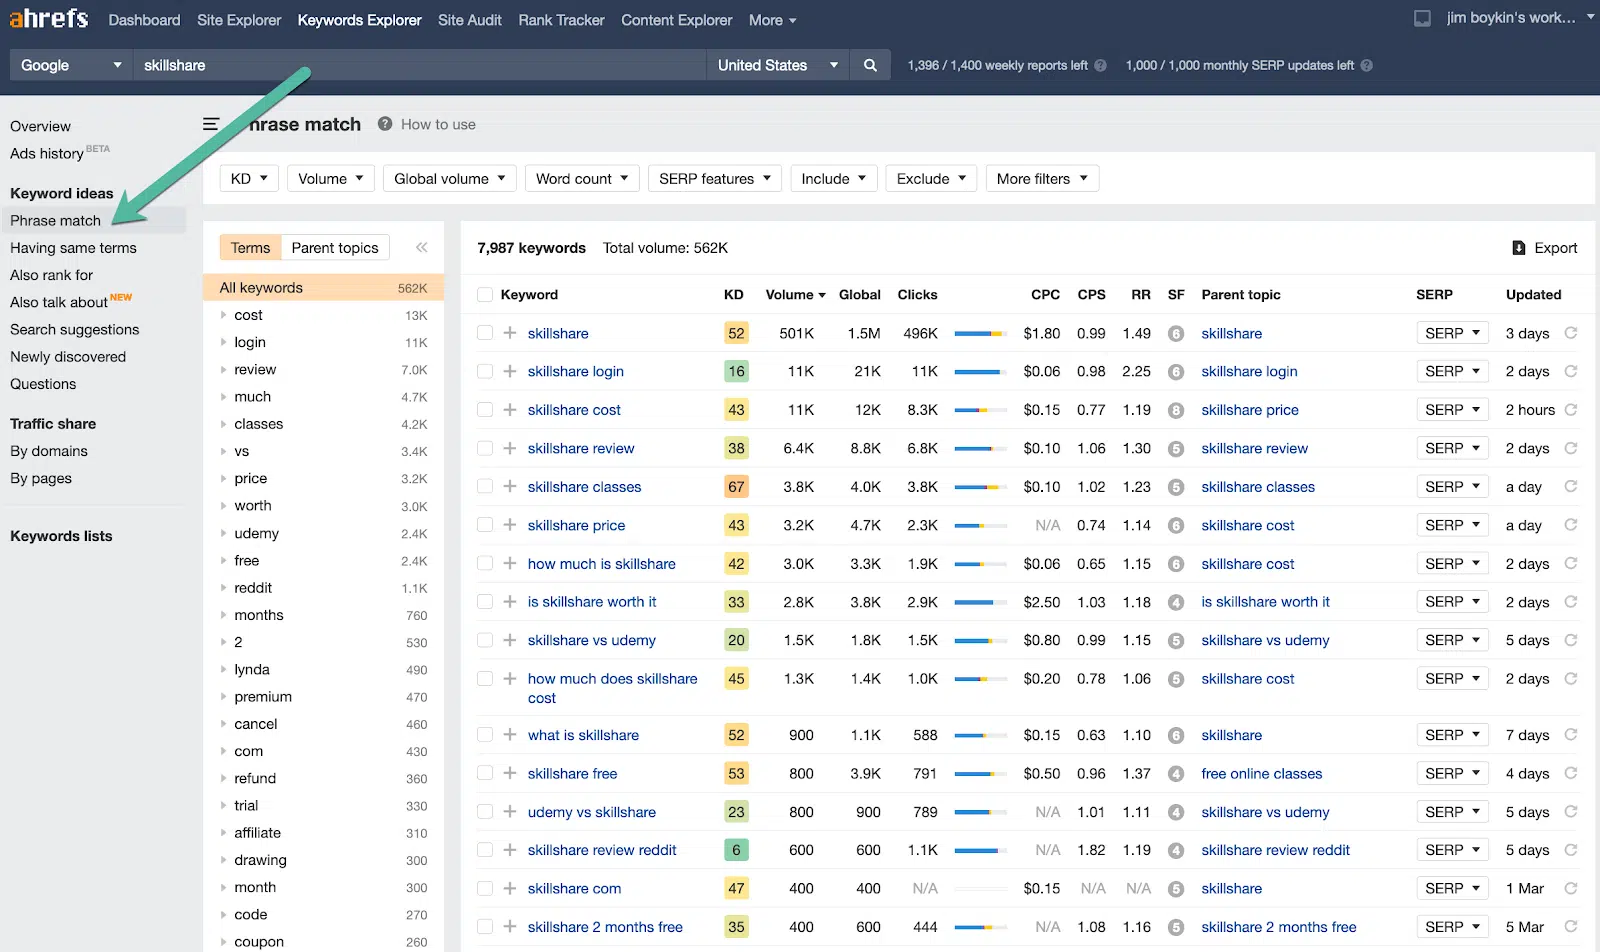 ahrefs Dashboard Site Explorer Keywords Explorer Site Audit Rank Tracker Content Explorer More jim boykin's work...
Google skillshare United States 1,396 / 1,400 weekly reports left ? 1,000 / 1,000 monthly SERP updates left ?
Overview
Ads history BETA
Keyword ideas
Phrase match
Having same terms
Also rank for
Also talk about NEW
Search suggestions
Newly discovered
Questions
Traffic share
By domains
By pages
Keywords lists
hrase match ? How to use
KD Volume Global volume Word count SERP features Include Exclude More filters
Terms Parent topics «
All keywords 562K
cost 13K
login 11K
review 7.0K
much 4.7K
classes 4.2K
vs 3.4K
price 3.2K
worth 3.0K
udemy 2.4K
free 2.4K
reddit 1.1K
months 760
2 530
lynda 490
premium 470
cancel 460
com 430
refund 360
trial 330
affiliate 310
drawing 300
month 300
code 270
coupon 260
7,987 keywords Total volume: 562K Export
Keyword KD Volume Global Clicks CPC CPS RR SF Parent topic SERP Updated
skillshare 52 501K 1.5M 496K $1.80 0.99 1.49 6 skillshare SERP 3 days
skillshare login 16 11K 21K 11K $0.06 0.98 2.25 6 skillshare login SERP 2 days
skillshare cost 43 11K 12K 8.3K $0.15 0.77 1.19 8 skillshare price SERP 2 hours
skillshare review 38 6.4K 8.8K 6.8K $0.10 1.06 1.30 5 skillshare review SERP 2 days
skillshare classes 67 3.8K 4.0K 3.8K $0.10 1.02 1.23 5 skillshare classes SERP a day
skillshare price 43 3.2K 4.7K 2.3K N/A 0.74 1.14 6 skillshare cost SERP a day
how much is skillshare 42 3.0K 3.3K 1.9K $0.06 0.65 1.15 6 skillshare cost SERP 2 days
is skillshare worth it 33 2.8K 3.8K 2.9K $2.50 1.03 1.18 4 is skillshare worth it SERP 2 days
skillshare vs udemy 20 1.5K 1.8K 1.5K $0.80 0.99 1.15 5 skillshare vs udemy SERP 5 days
how much does skillshare 45 1.3K 1.4K 1.0K $0.20 0.78 1.06 5 skillshare cost SERP 2 days
cost
what is skillshare 52 900 1.1K 588 $0.15 0.63 1.10 6 skillshare SERP 7 days
skillshare free 53 800 3.9K 791 $0.50 0.96 1.37 4 free online classes SERP 4 days
udemy vs skillshare 23 800 900 789 N/A 1.01 1.11 4 skillshare vs udemy SERP 5 days
skillshare review reddit 6 600 600 1.1K N/A 1.82 1.19 4 skillshare review reddit SERP 5 days
skillshare com 47 400 400 N/A $0.15 N/A N/A 5 skillshare SERP 1 Mar
skillshare 2 months free 35 400 600 444 N/A 1.08 1.16 5 skillshare 2 months free SERP 5 Mar